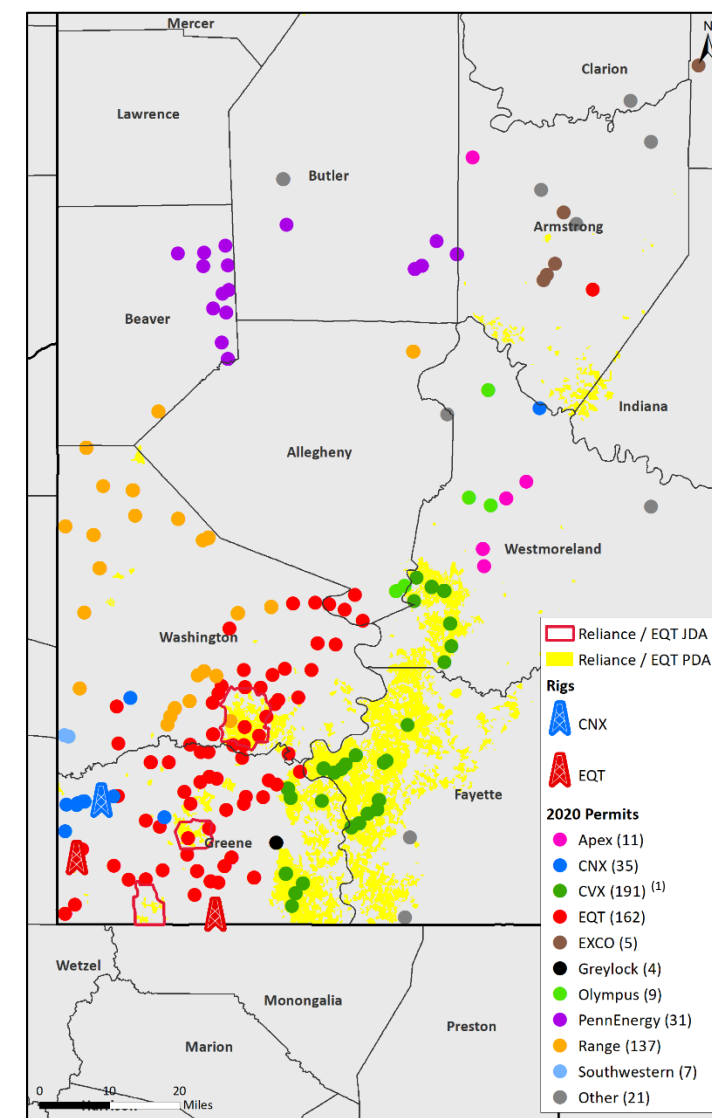 Mercer
N
Clarion
Lawrence
Butler
Armstrong
Beaver
Indiana
Allegheny
Westmoreland
Washington
Fayette
Greene
Wetzel
Monongalia
Preston
Marion
0 10 20
Miles
Reliance / EQT JDA
Reliance / EQT PDA
Rigs
CNX
EQT
2020 Permits
Apex (11)
CNX (35)
CVX (191) (1)
EQT (162)
EXCO (5)
Greylock (4)
Olympus (9)
PennEnergy (31)
Range (137)
Southwestern (7)
Other (21)